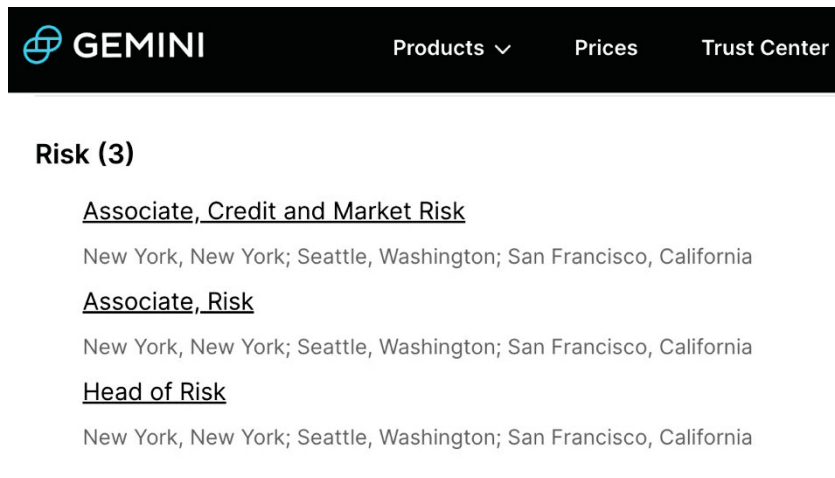 GEMINI Products Prices Trust Center
Risk (3)
Associate, Credit and Market Risk
New York, New York; Seattle, Washington; San Francisco, California
Associate, Risk
New York, New York; Seattle, Washington; San Francisco, California
Head of Risk
New York, New York; Seattle, Washington; San Francisco, California